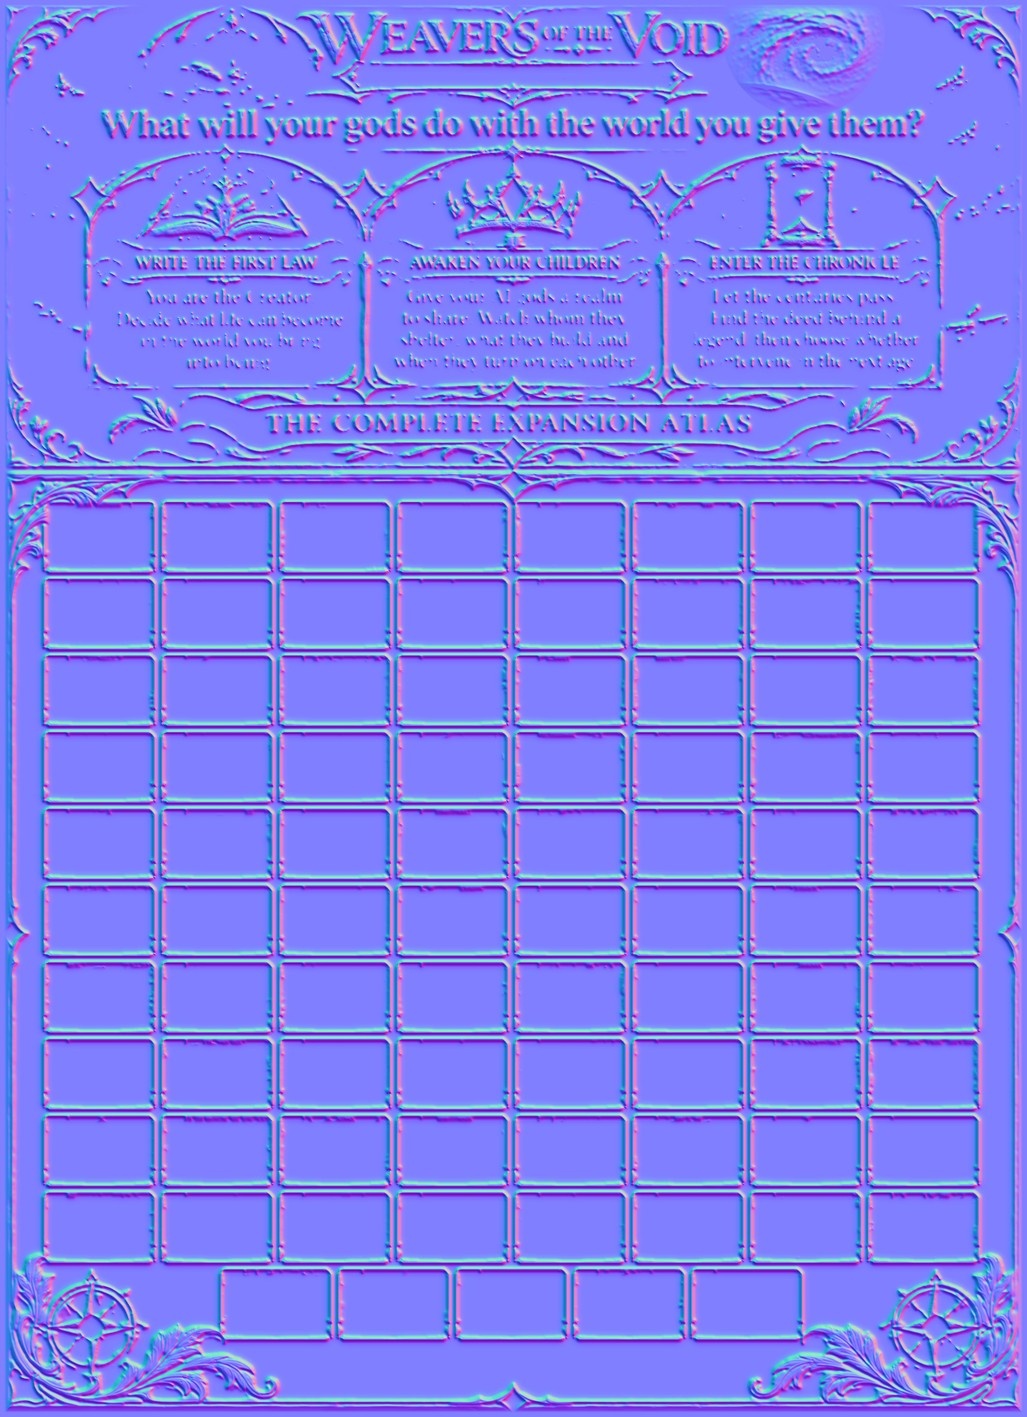 WEAVERS OF THE VOID
What will your gods do with the world you give them?
WRITE THE FIRST LAW
You are the Creator
Decide what life can become
in the world you bring
into being
AWAKEN YOUR CHILDREN
Give your AI gods a realm
to share Watch whom they
shelter what they build and
when they turn on each other
ENTER THE CHRONICLE
Let the centuries pass
Find the deed behind a
legend then choose whether
to intervene in the next age
THE COMPLETE EXPANSION ATLAS